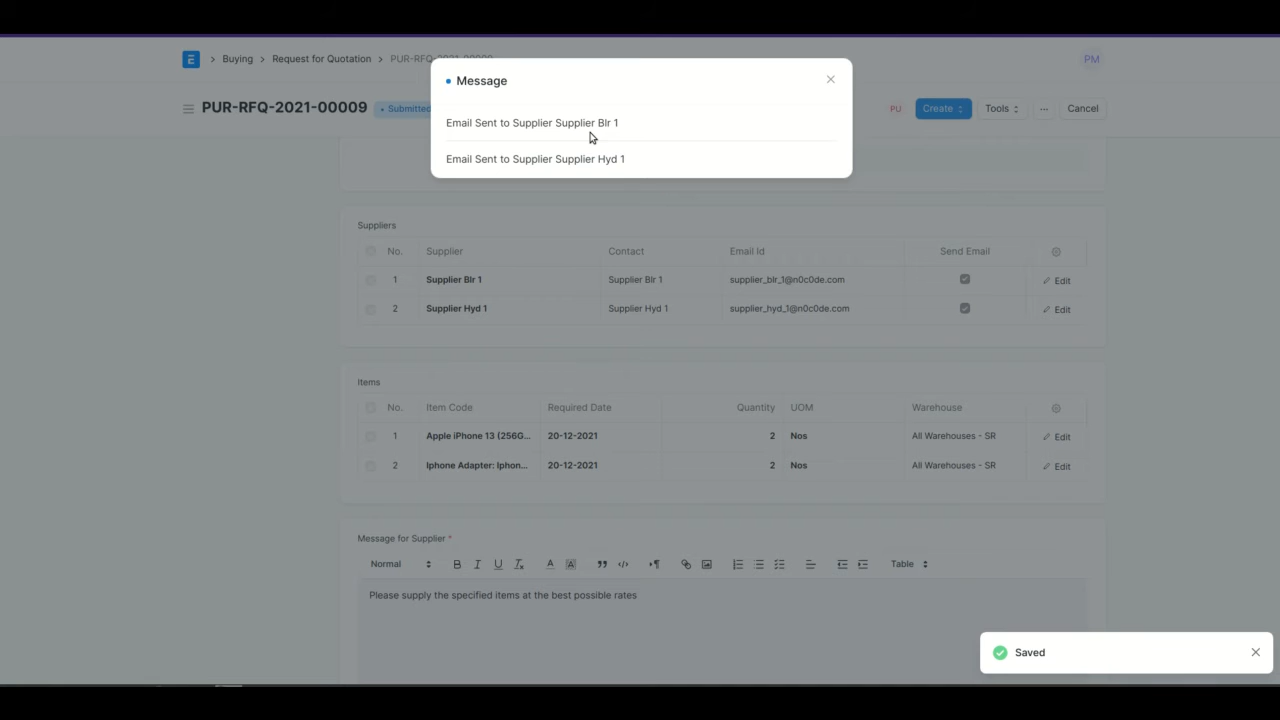 E > Buying > Request for Quotation > PUR-RFQ-2021-00009
PM
PUR-RFQ-2021-00009 • Submitted
PU Create Tools ... Cancel
Message
Email Sent to Supplier Supplier Blr 1
Email Sent to Supplier Supplier Hyd 1
Suppliers
No. Supplier Contact Email Id Send Email
1 Supplier Blr 1 Supplier Blr 1 supplier_blr_1@n0c0de.com Edit
2 Supplier Hyd 1 Supplier Hyd 1 supplier_hyd_1@n0c0de.com Edit
Items
No. Item Code Required Date Quantity UOM Warehouse
1 Apple iPhone 13 (256G... 20-12-2021 2 Nos All Warehouses - SR Edit
2 Iphone Adapter: Iphon... 20-12-2021 2 Nos All Warehouses - SR Edit
Message for Supplier *
Normal B I U Tx A A Table
Please supply the specified items at the best possible rates
Saved